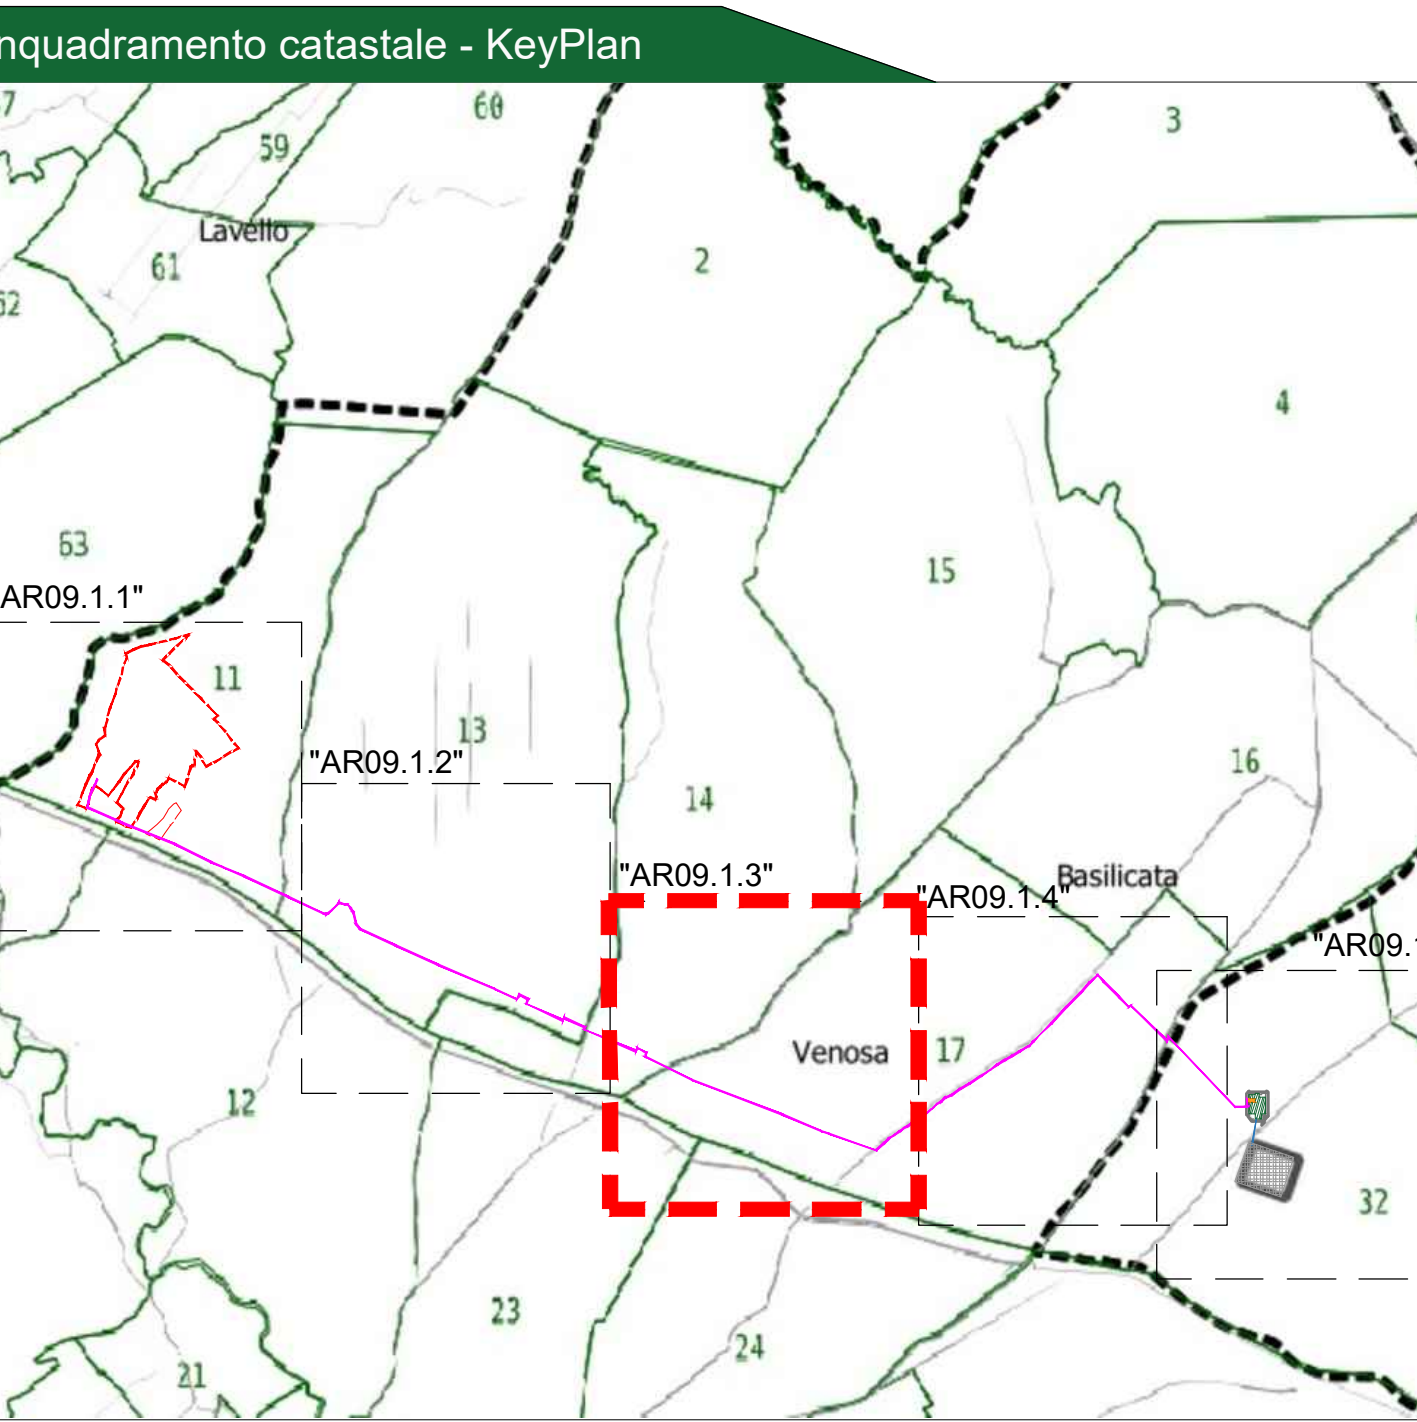 nquadramento catastale - KeyPlan
7
60
59
3
Lavello
61
2
62
4
63
15
AR09.1.1"
11
13
"AR09.1.2"
16
14
"AR09.1.3"
Basilicata
"AR09.1.4"
"AR09.
Venosa
17
12
32
23
24
21